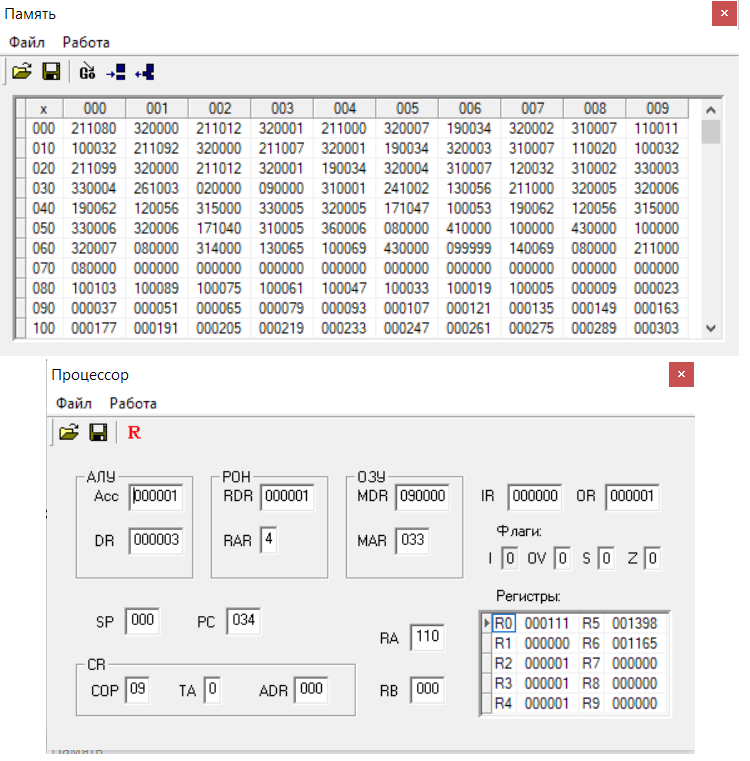 Память
Файл Работа
Go
x 000 001 002 003 004 005 006 007 008 009
000 211080 320000 211012 320001 211000 320007 190034 320002 310007 110011
010 100032 211092 320000 211007 320001 190034 320003 310007 110020 100032
020 211099 320000 211012 320001 190034 320004 310007 120032 310002 330003
030 330004 261003 020000 090000 310001 241002 130056 211000 320005 320006
040 190062 120056 315000 330005 320005 171047 100053 190062 120056 315000
050 330006 320006 171040 310005 360006 080000 410000 100000 430000 100000
060 320007 080000 314000 130065 100069 430000 099999 140069 080000 211000
070 080000 000000 000000 000000 000000 000000 000000 000000 000000 000000
080 100103 100089 100075 100061 100047 100033 100019 100005 000009 000023
090 000037 000051 000065 000079 000093 000107 000121 000135 000149 000163
100 000177 000191 000205 000219 000233 000247 000261 000275 000289 000303
Процессор
Файл Работа
R
АЛУ РОН ОЗУ
Acc 000001 RDR 000001 MDR 090000 IR 000000 OR 000001
DR 000003 RAR 4 MAR 033
Флаги:
I 0 OV 0 S 0 Z 0
SP 000 PC 034 RA 110
Регистры:
R0 000111 R5 001398
R1 000000 R6 001165
R2 000001 R7 000000
R3 000001 R8 000000
R4 000001 R9 000000
CR
COP 09 TA 0 ADR 000 RB 000